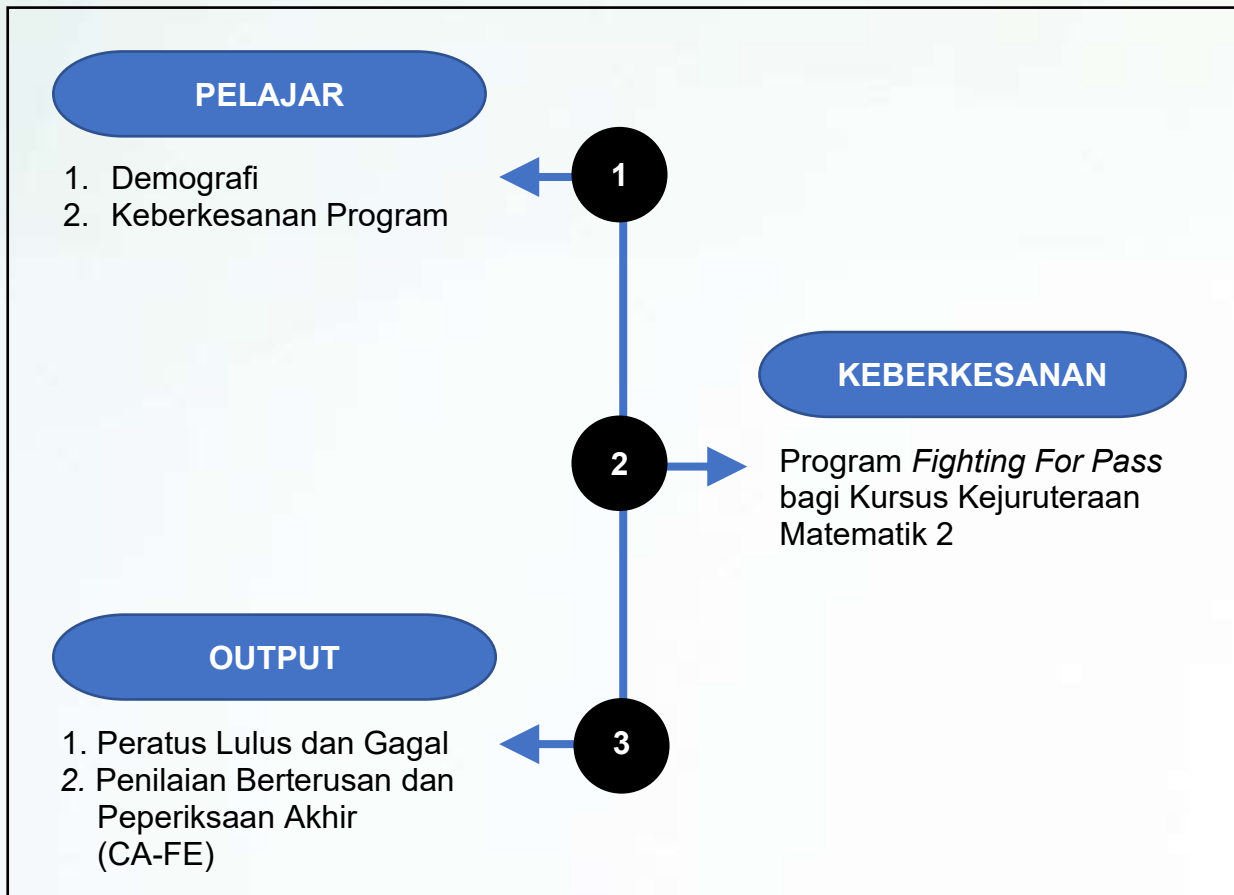 PELAJAR
1
1. Demografi
2. Keberkesanan Program
KEBERKESANAN
2
Program Fighting For Pass
bagi Kursus Kejuruteraan
Matematik 2
OUTPUT
3
1. Peratus Lulus dan Gagal
2. Penilaian Berterusan dan
Peperiksaan Akhir
(CA-FE)